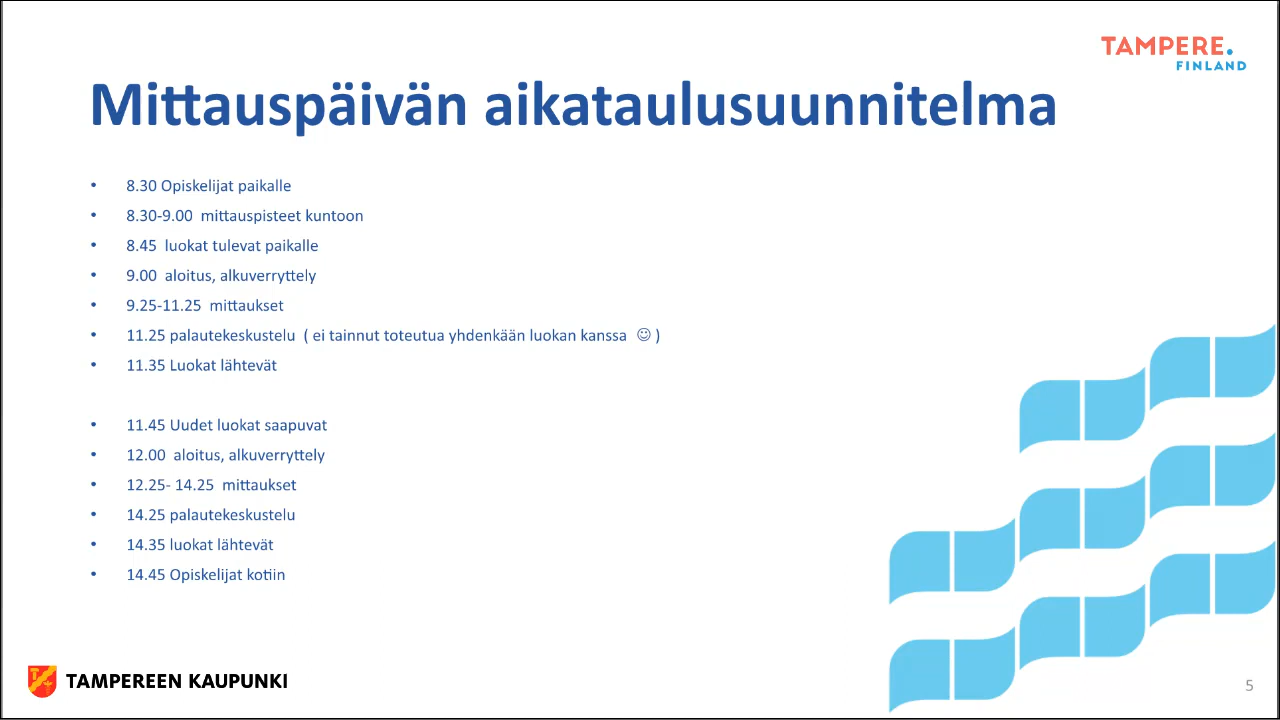 TAMPERE.
FINLAND
Mittauspäivän aikataulusuunnitelma
• 8.30 Opiskelijat paikalle
• 8.30-9.00 mittauspisteet kuntoon
• 8.45 luokat tulevat paikalle
• 9.00 aloitus, alkuverryttely
• 9.25-11.25 mittaukset
• 11.25 palautekeskustelu ( ei tainnut toteutua yhdenkään luokan kanssa ☺ )
• 11.35 Luokat lähtevät
• 11.45 Uudet luokat saapuvat
• 12.00 aloitus, alkuverryttely
• 12.25- 14.25 mittaukset
• 14.25 palautekeskustelu
• 14.35 luokat lähtevät
• 14.45 Opiskelijat kotiin
TAMPEREEN KAUPUNKI
5